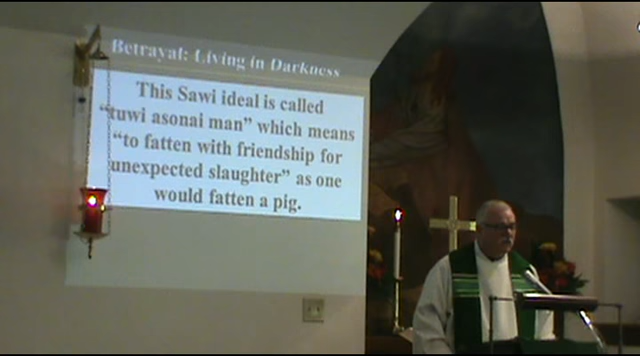 Betrayal: Living in Darkness
This Sawi ideal is called
“tuwi asonai man” which means
“to fatten with friendship for
unexpected slaughter” as one
would fatten a pig.